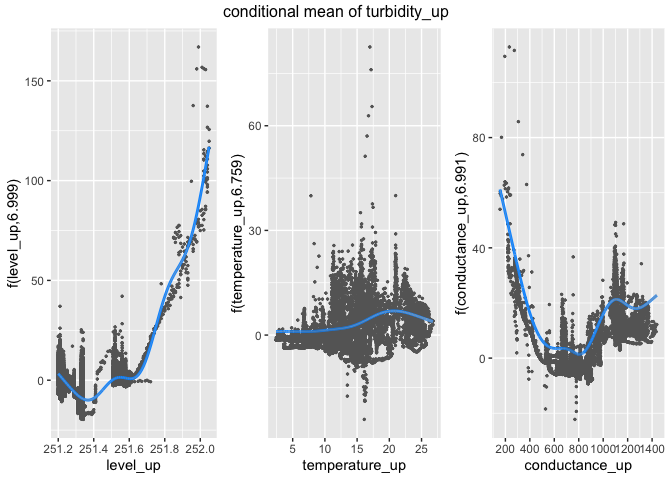 conditional mean of turbidity_up
f(level_up,6.999)
150
100
50
0
251.2 251.4 251.6 251.8 252.0
level_up
f(temperature_up,6.759)
60
30
0
5 10 15 20 25
temperature_up
f(conductance_up,6.991)
80
40
0
200 400 600 800 1000 1200 1400
conductance_up